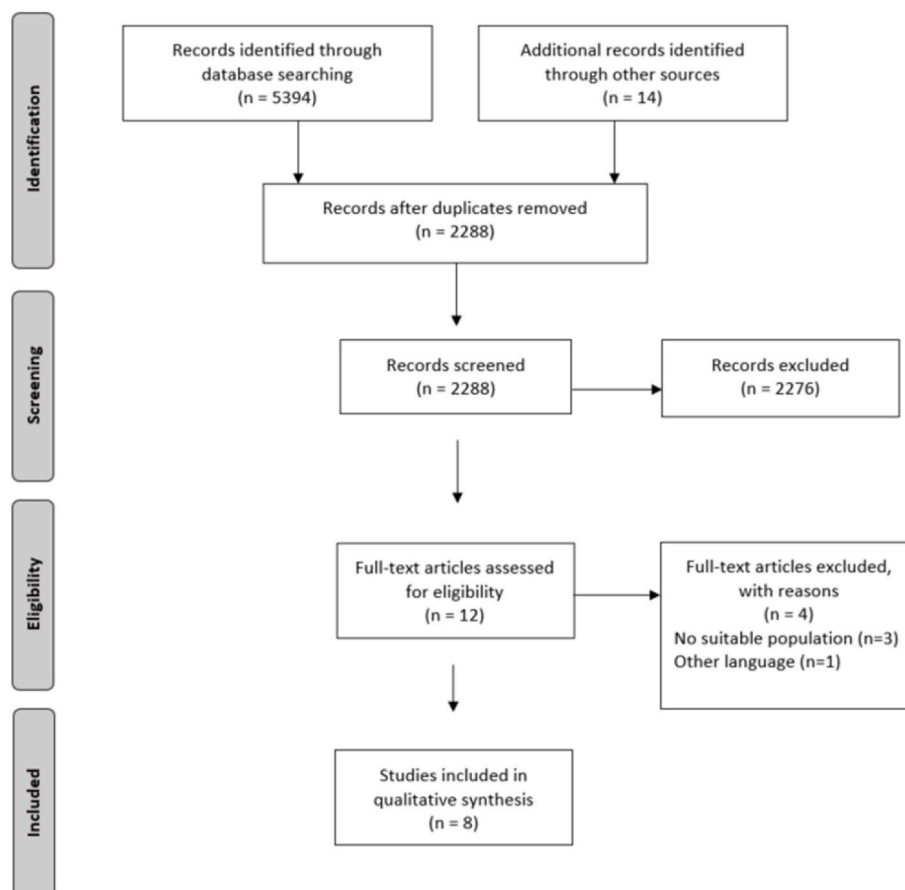 Identification
Records identified through
database searching
(n = 5394)
Additional records identified
through other sources
(n = 14)
Records after duplicates removed
(n = 2288)
Screening
Records screened
(n = 2288)
Records excluded
(n = 2276)
Eligibility
Full-text articles assessed
for eligibility
(n = 12)
Full-text articles excluded,
with reasons
(n = 4)
No suitable population (n=3)
Other language (n=1)
Included
Studies included in
qualitative synthesis
(n = 8)